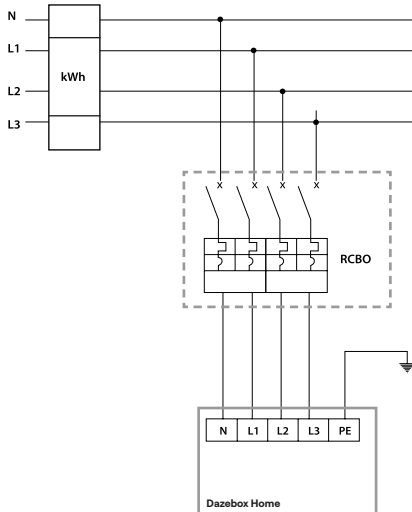 N
L1
kWh
L2
L3
x x x x
RCBO
N L1 L2 L3 PE
Dazebox Home